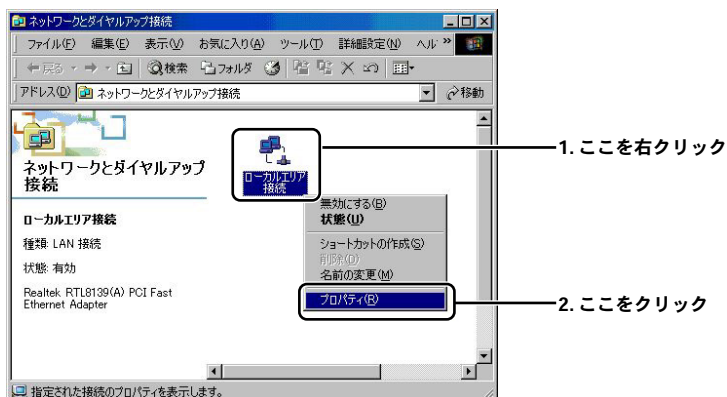 ネットワークとダイヤルアップ接続
ファイル(F) 編集(E) 表示(V) お気に入り(A) ツール(T) 詳細設定(N) ヘル »
戻る 検索 フォルダ
アドレス(D) ネットワークとダイヤルアップ接続 移動
ネットワークとダイヤルアップ
接続
ローカルエリア接続
種類: LAN 接続
状態: 有効
Realtek RTL8139(A) PCI Fast
Ethernet Adapter
ローカルエリア
接続
1. ここを右クリック
無効にする(B)
状態(U)
ショートカットの作成(S)
削除(D)
名前の変更(M)
プロパティ(R)
2. ここをクリック
指定された接続のプロパティを表示します。